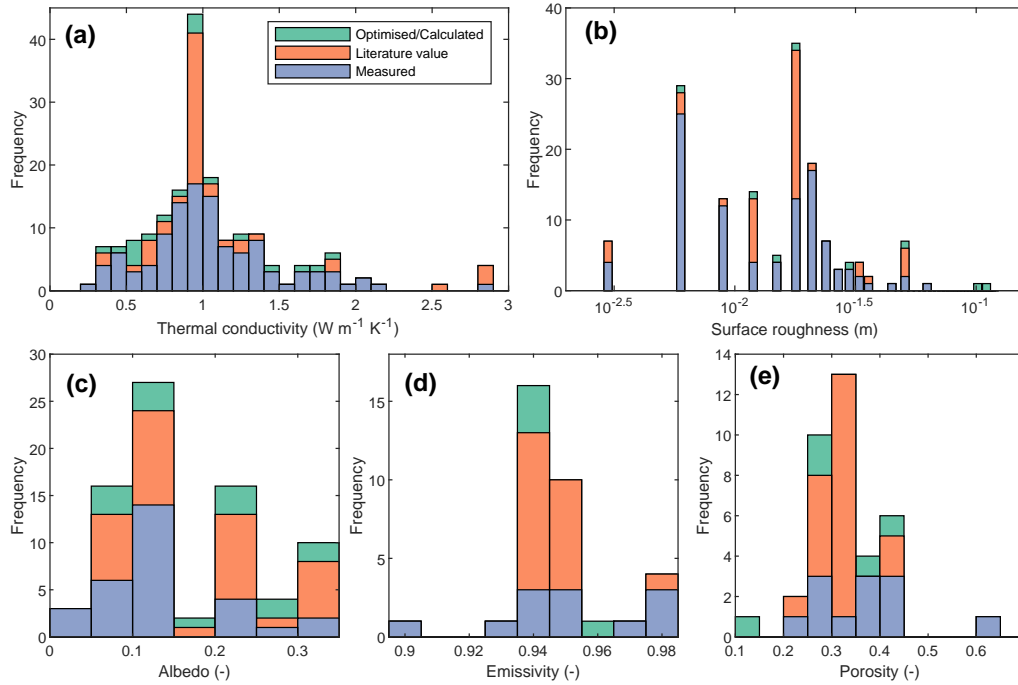 (a)
Optimised/Calculated
Literature value
Measured
Frequency
40
30
20
10
0
0 0.5 1 1.5 2 2.5 3
Thermal conductivity (W m⁻¹ K⁻¹)
(b)
Frequency
40
30
20
10
0
10⁻²·⁵ 10⁻² 10⁻¹·⁵ 10⁻¹
Surface roughness (m)
(c)
Frequency
30
25
20
15
10
5
0
0 0.1 0.2 0.3
Albedo (-)
(d)
Frequency
15
10
5
0
0.9 0.92 0.94 0.96 0.98
Emissivity (-)
(e)
Frequency
14
12
10
8
6
4
2
0
0.1 0.2 0.3 0.4 0.5 0.6
Porosity (-)